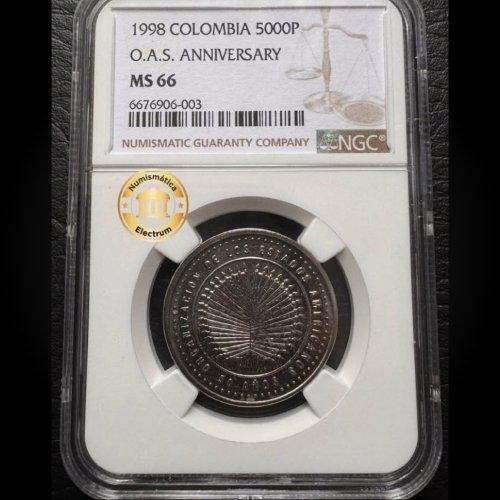 1998 COLOMBIA 5000P
O.A.S. ANNIVERSARY
MS 66
6676906-003
NUMISMATIC GUARANTY COMPANY
NGC®
Numismática
Electrum
ORGANIZACION DE LOS ESTADOS AMERICANOS
50 AÑOS